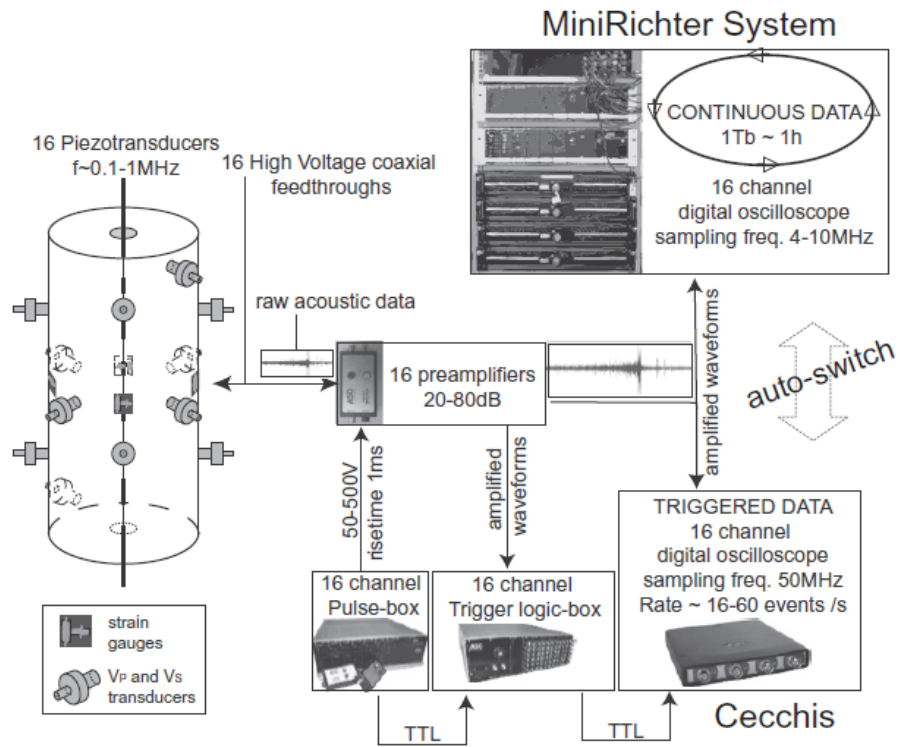 MiniRichter System
CONTINUOUS DATA
1Tb ~ 1h
16 channel
digital oscilloscope
sampling freq. 4-10MHz
16 Piezotransducers
f~0.1-1MHz
16 High Voltage coaxial
feedthroughs
raw acoustic data
16 preamplifiers
20-80dB
amplified waveforms
auto-switch
50-500V
risetime 1ms
amplified
waveforms
TRIGGERED DATA
16 channel
digital oscilloscope
sampling freq. 50MHz
Rate ~ 16-60 events /s
16 channel
Pulse-box
16 channel
Trigger logic-box
strain
gauges
VP and VS
transducers
TTL
TTL
Cecchis